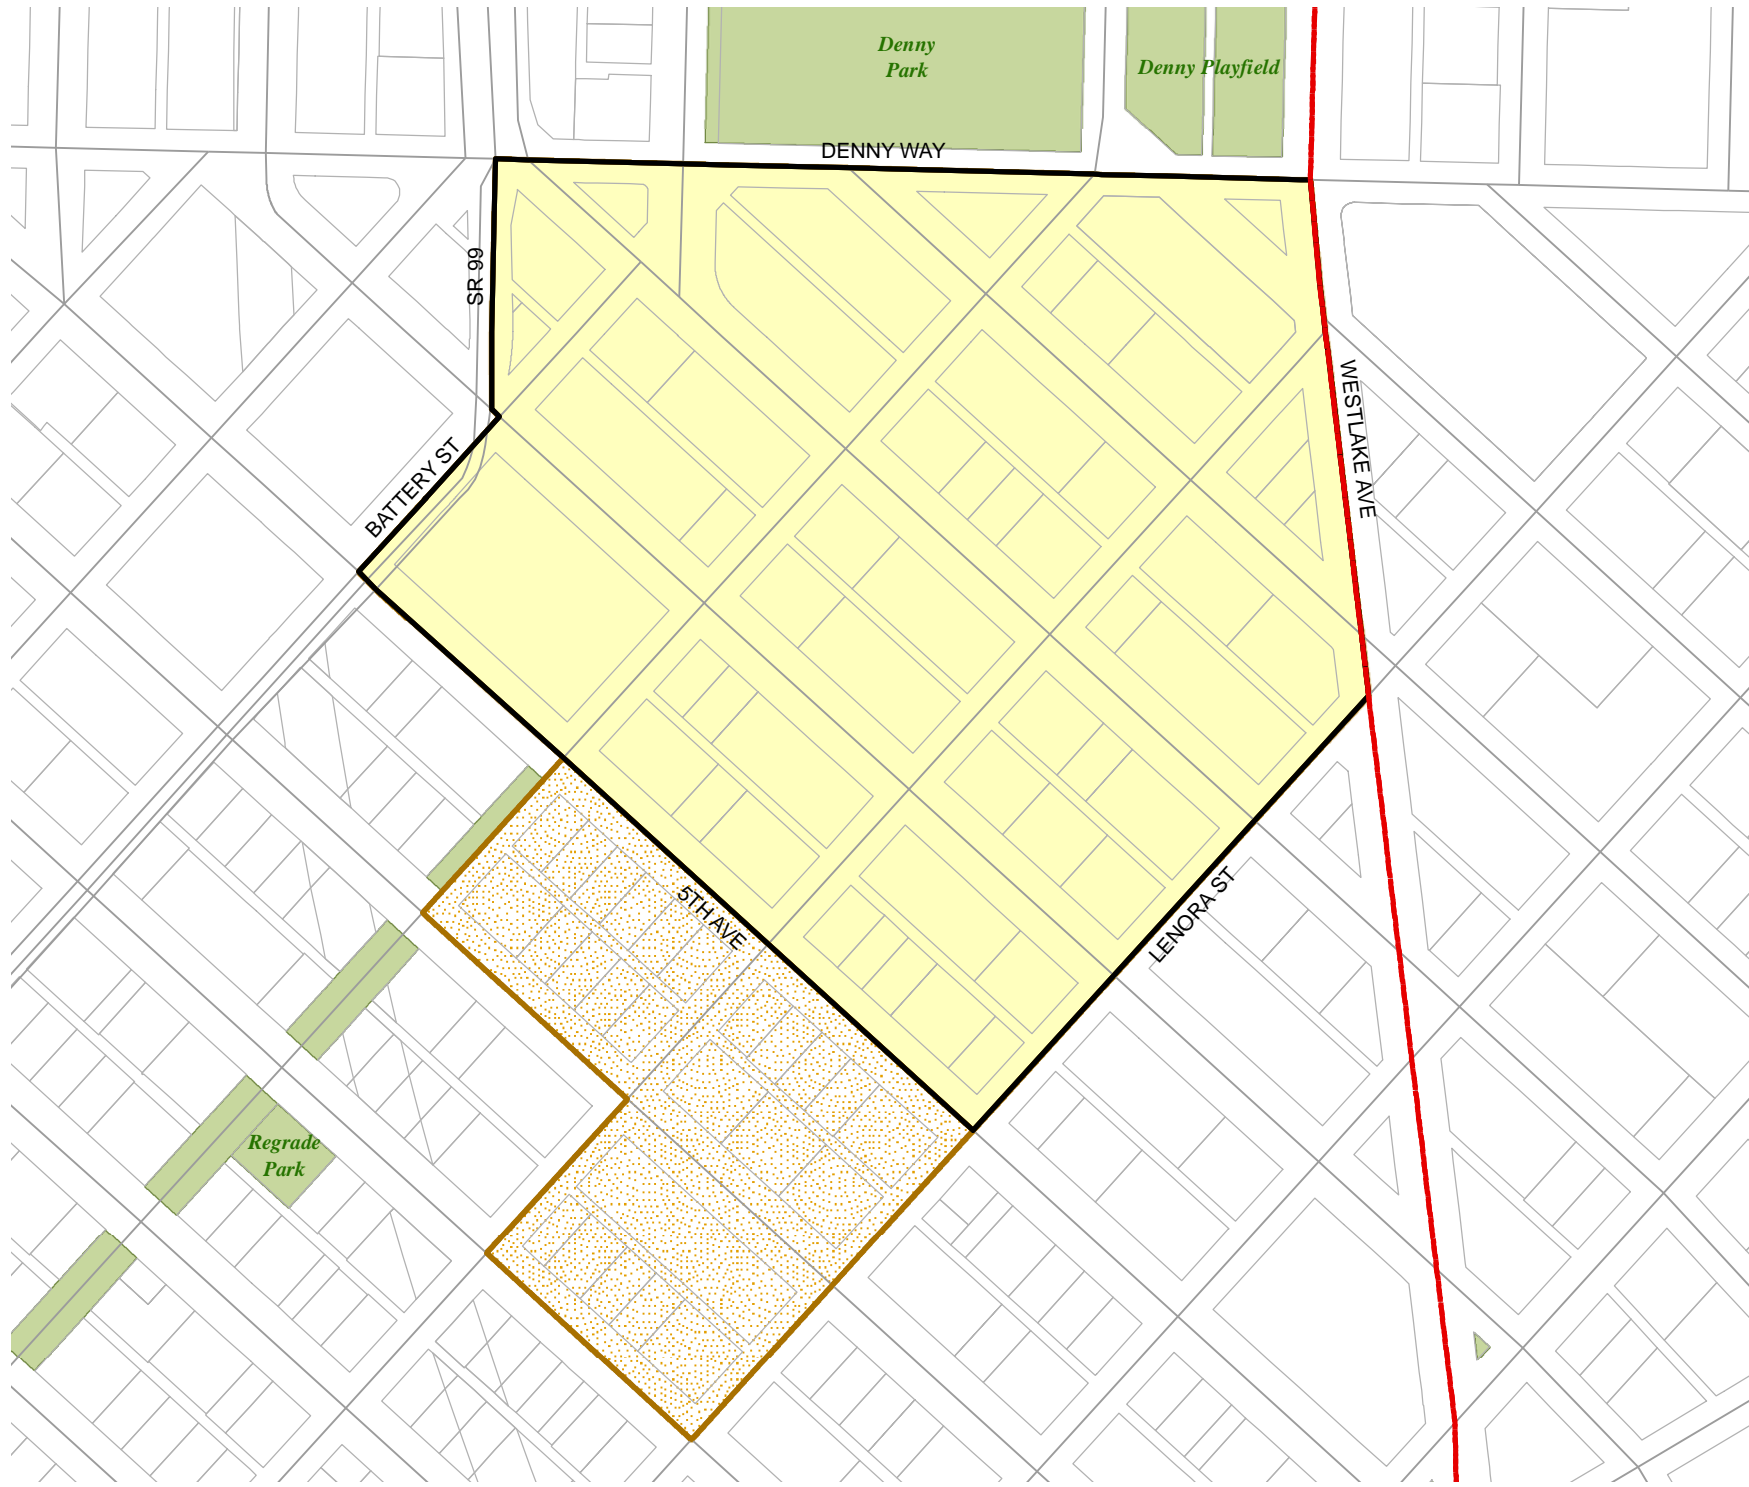 Denny
Park
Denny Playfield
DENNY WAY
SR 99
WESTLAKE AVE
BATTERY ST
5TH AVE
LENORA ST
Regrade
Park